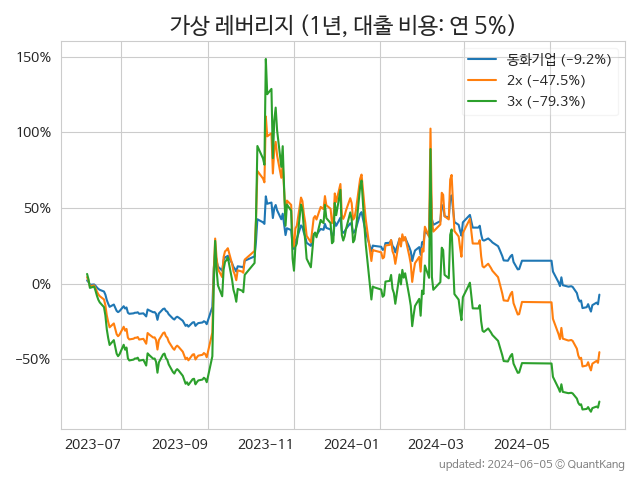 가상 레버리지 (1년, 대출 비용: 연 5%)
150%
100%
50%
0%
−50%
동화기업 (−9.2%)
2x (−47.5%)
3x (−79.3%)
2023-07 2023-09 2023-11 2024-01 2024-03 2024-05
updated: 2024-06-05 © QuantKang